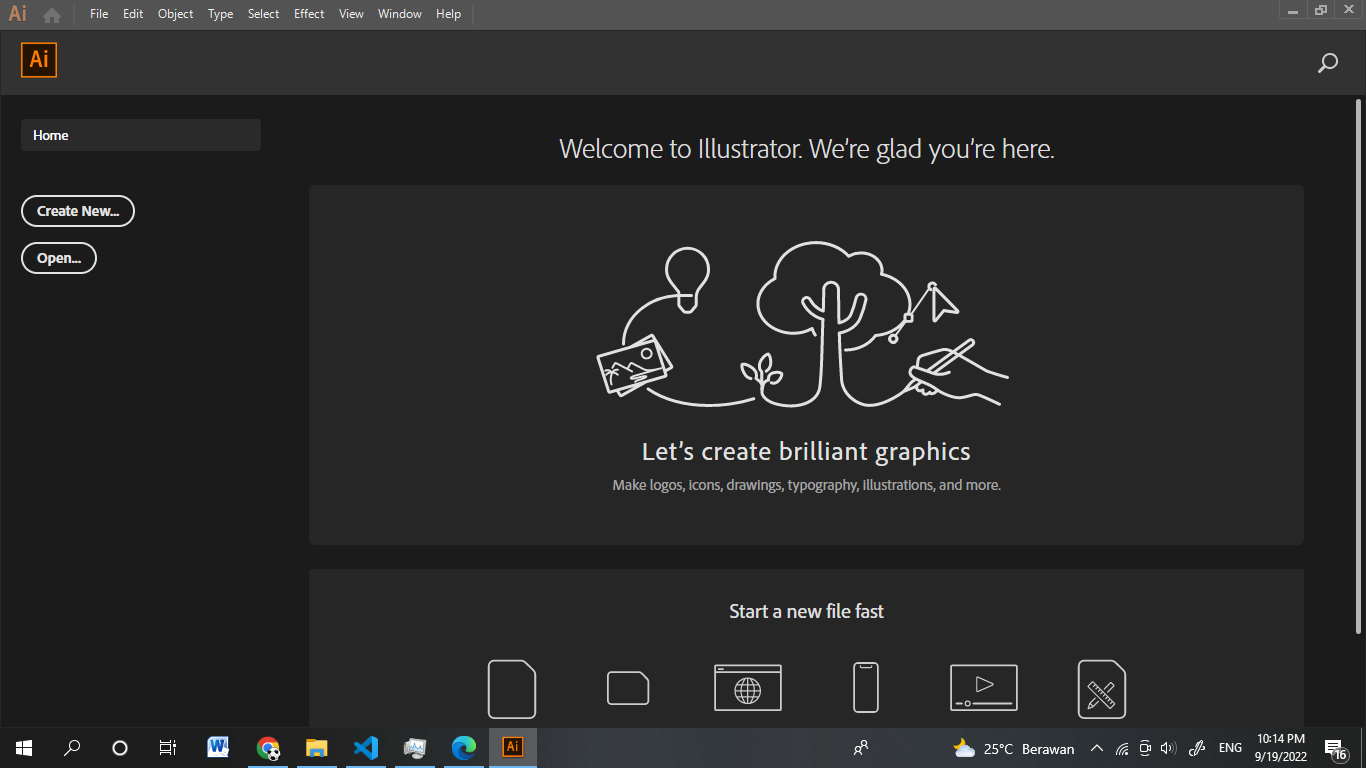 Ai File Edit Object Type Select Effect View Window Help
Ai
Home
Welcome to Illustrator. We're glad you're here.
Create New...
Open...
Let's create brilliant graphics
Make logos, icons, drawings, typography, illustrations, and more.
Start a new file fast
W
Ai
25°C Berawan
ENG
10:14 PM
9/19/2022
16